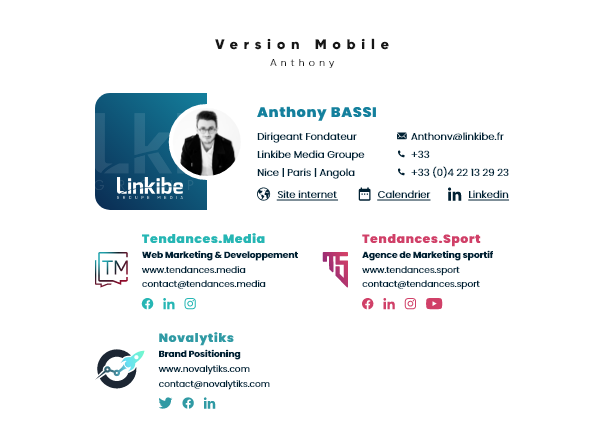 Version Mobile
Anthony
Linkibe
GROUPE MEDIA
Anthony BASSI
Dirigeant Fondateur
Linkibe Media Groupe
Nice | Paris | Angola
Anthony@linkibe.fr
+33
+33 (0)4 22 13 29 23
Site internet
Calendrier
Linkedin
TM
Tendances.Media
Web Marketing & Developpement
www.tendances.media
contact@tendances.media
TS
Tendances.Sport
Agence de Marketing sportif
www.tendances.sport
contact@tendances.sport
Novalytiks
Brand Positioning
www.novalytiks.com
contact@novalytiks.com